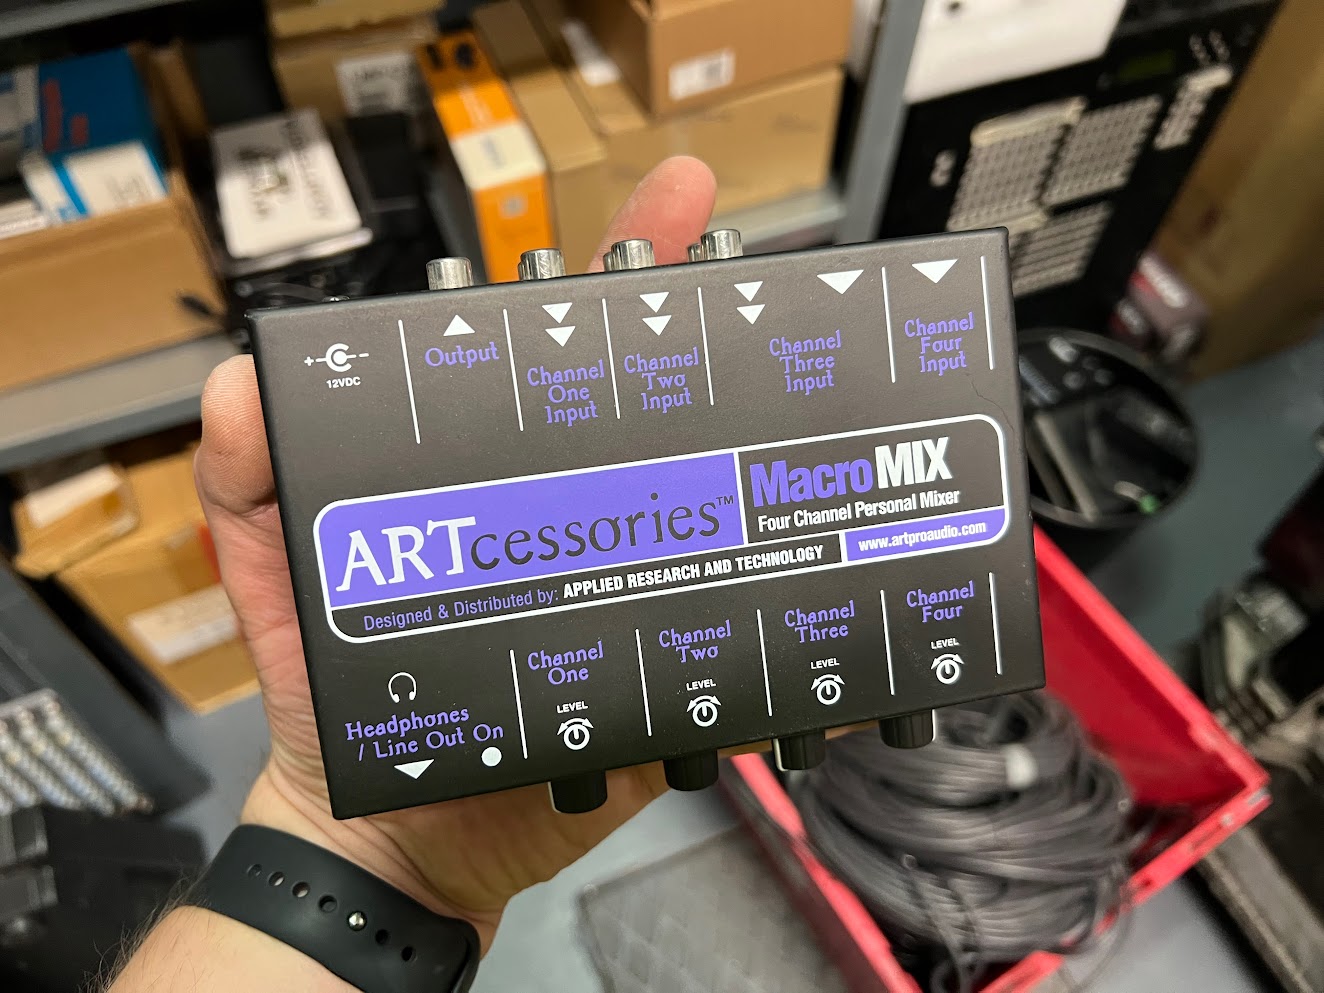 + -
12VDC
Output
Channel
One
Input
Channel
Two
Input
Channel
Three
Input
Channel
Four
Input
ARTcessories™
MacroMIX
Four Channel Personal Mixer
www.artproaudio.com
Designed & Distributed by: APPLIED RESEARCH AND TECHNOLOGY
Headphones
/ Line Out On
Channel
One
LEVEL
Channel
Two
LEVEL
Channel
Three
LEVEL
Channel
Four
LEVEL